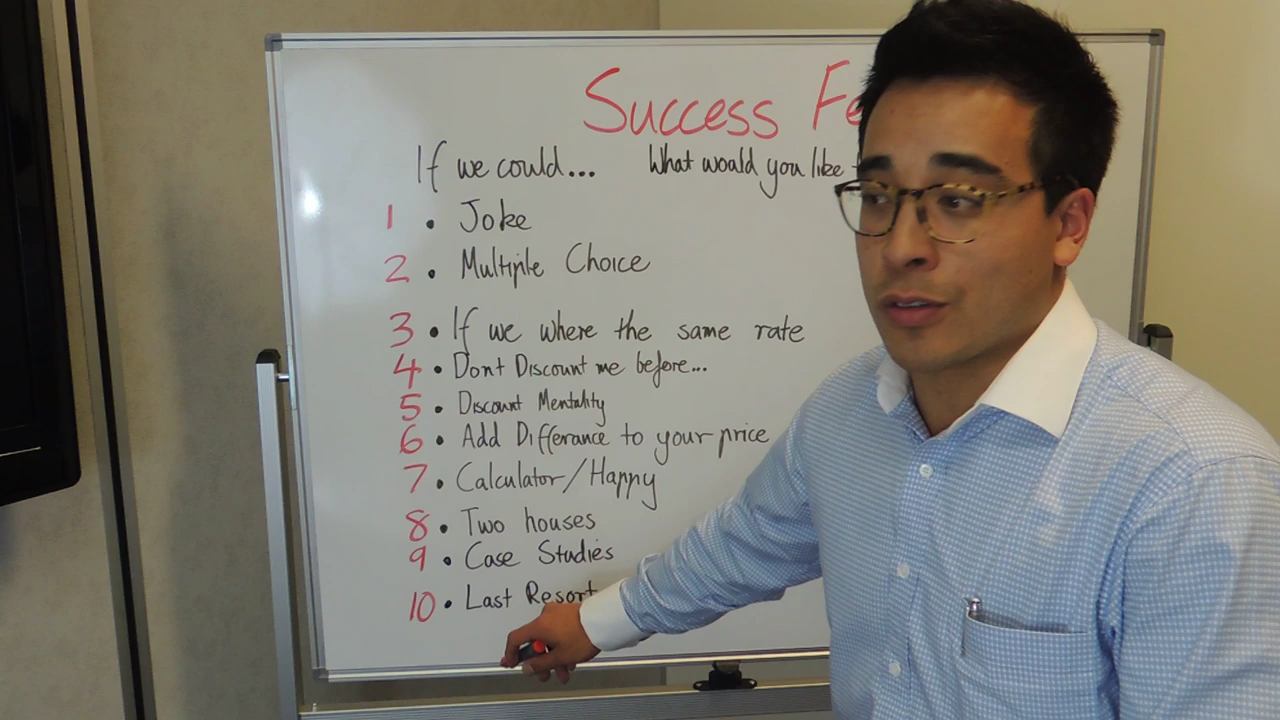 Success Fe
If we could... What would you like
1 • Joke
2 • Multiple Choice
3 • If we where the same rate
4 • Dont Discount me before...
5 • Discount Mentality
6 • Add Differance to your price
7 • Calculator/Happy
8 • Two houses
9 • Case Studies
10 • Last Resort